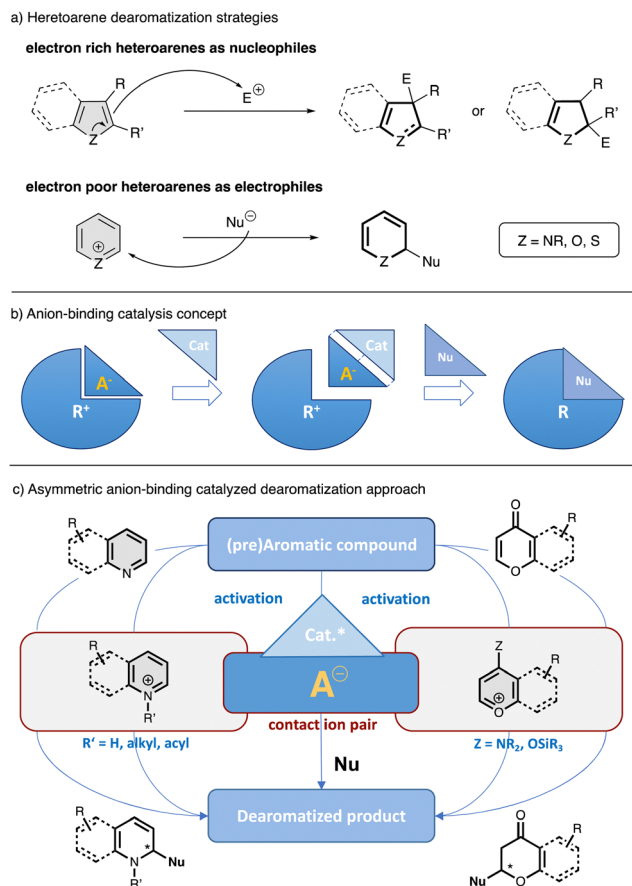 a) Heretoarene dearomatization strategies
electron rich heteroarenes as nucleophiles
R
R'
Z
E⊕
E
R
R'
Z
or
R
R'
Z
E
electron poor heteroarenes as electrophiles
⊕
Z
Nu⊖
Z
Nu
Z = NR, O, S
b) Anion-binding catalysis concept
A-
R+
Cat
Cat
A-
R+
Nu
Nu
R
c) Asymmetric anion-binding catalyzed dearomatization approach
R
N
(pre)Aromatic compound
O
R
O
activation
activation
Cat.*
A⊖
R
⊕
N
R'
Z
R
⊕
O
contact ion pair
R‘ = H, alkyl, acyl
Z = NR2, OSiR3
Nu
Dearomatized product
R
*
N
Nu
R'
O
R
*
Nu
O